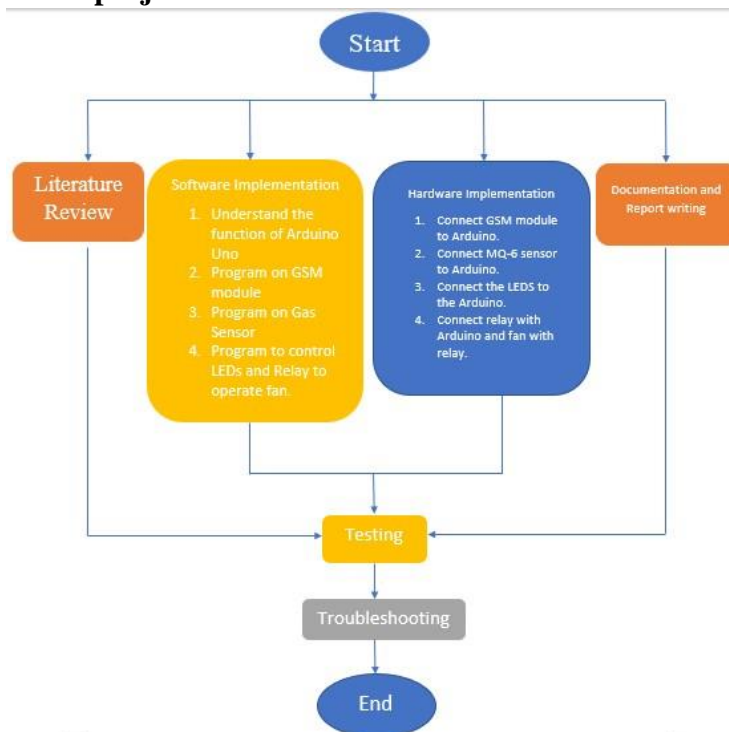 Start
Literature
Review
Software Implementation
1. Understand the
function of Arduino
Uno
2. Program on GSM
module
3. Program on Gas
Sensor
4. Program to control
LEDs and Relay to
operate fan.
Hardware Implementation
1. Connect GSM module
to Arduino.
2. Connect MQ-6 sensor
to Arduino.
3. Connect the LEDS to
the Arduino.
4. Connect relay with
Arduino and fan with
relay.
Documentation and
Report writing
Testing
Troubleshooting
End